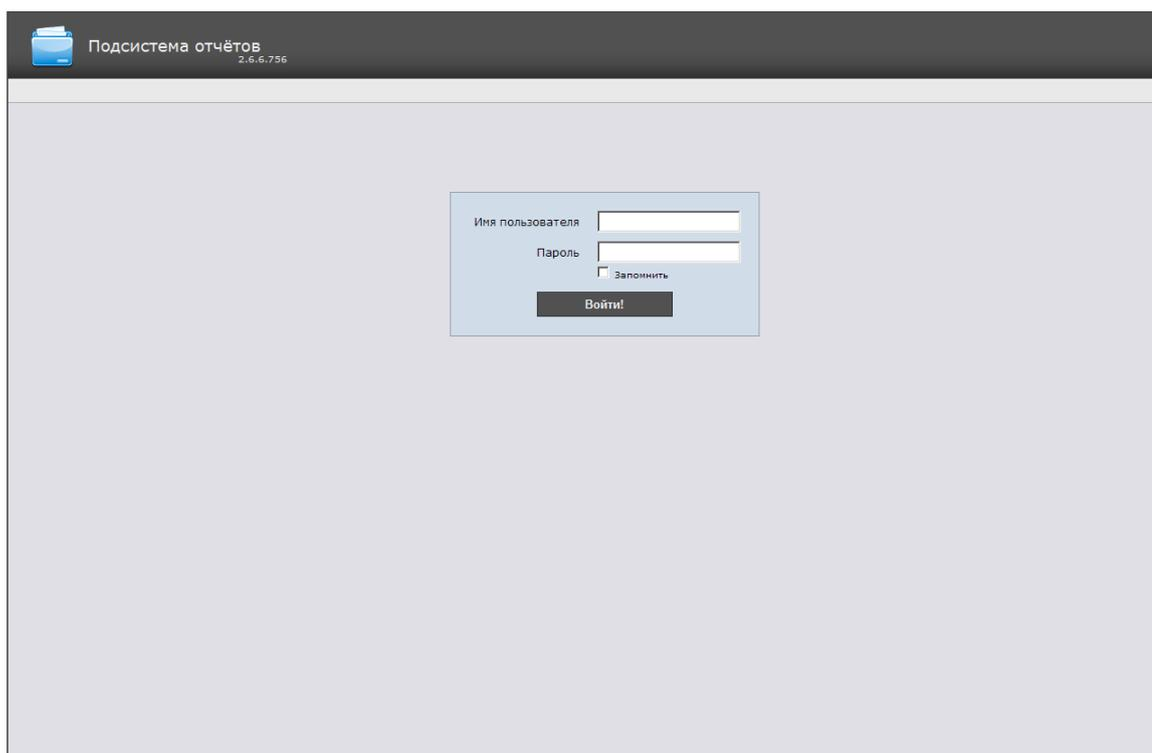 Подсистема отчётов
2.6.6.756
Имя пользователя
Пароль
Запомнить
Войти!